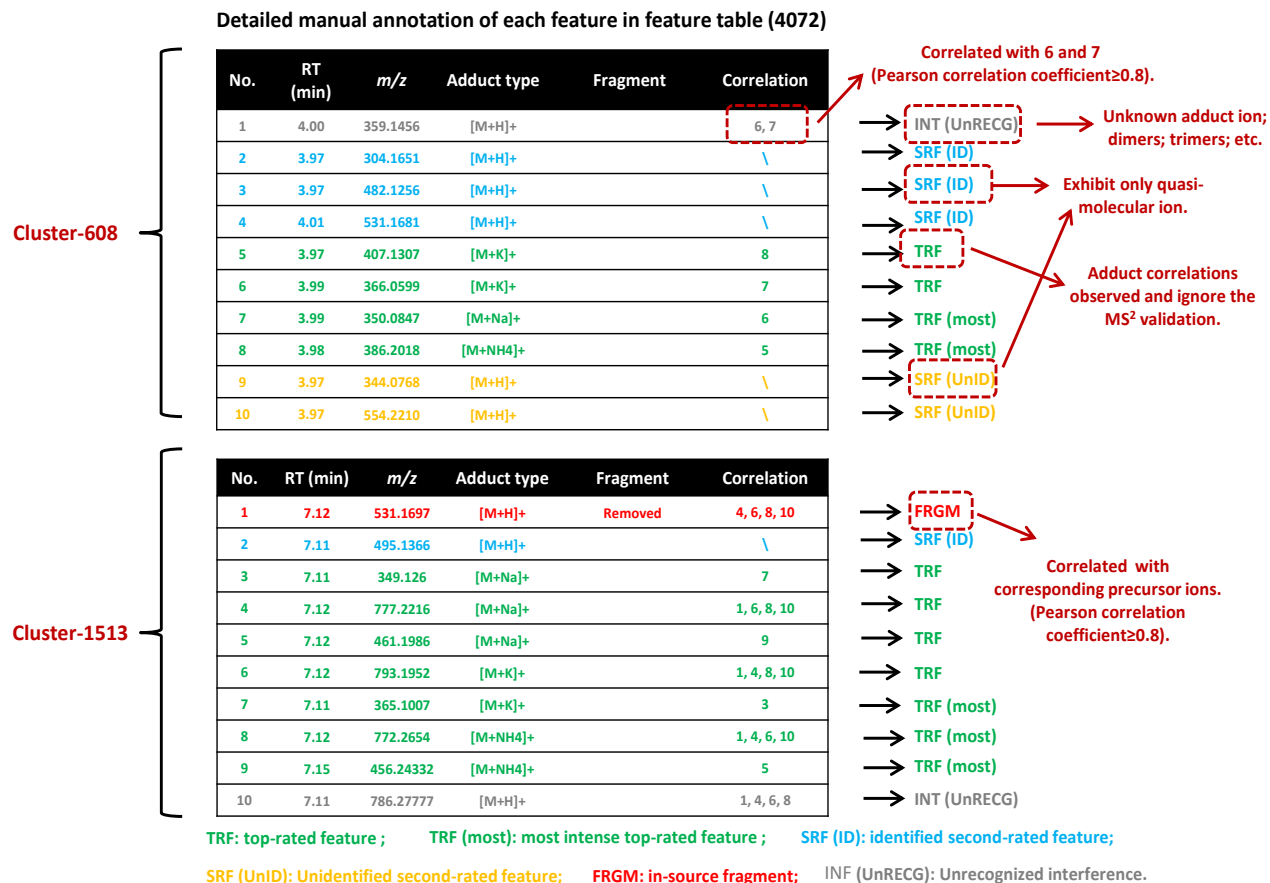 Detailed manual annotation of each feature in feature table (4072)
Correlated with 6 and 7
(Pearson correlation coefficient≥0.8).
No. RT (min) m/z Adduct type Fragment Correlation
1 4.00 359.1456 [M+H]+ 6, 7 INT (UnRECG)
2 3.97 304.1651 [M+H]+ \ SRF (ID)
3 3.97 482.1256 [M+H]+ \ SRF (ID)
4 4.01 531.1681 [M+H]+ \ SRF (ID)
5 3.97 407.1307 [M+K]+ 8 TRF
6 3.99 366.0599 [M+K]+ 7 TRF
7 3.99 350.0847 [M+Na]+ 6 TRF (most)
8 3.98 386.2018 [M+NH4]+ 5 TRF (most)
9 3.97 344.0768 [M+H]+ \ SRF (UnID)
10 3.97 554.2210 [M+H]+ \ SRF (UnID)
Cluster-608
Unknown adduct ion;
dimers; trimers; etc.
Exhibit only quasi-
molecular ion.
Adduct correlations
observed and ignore the
MS² validation.
No. RT (min) m/z Adduct type Fragment Correlation
1 7.12 531.1697 [M+H]+ Removed 4, 6, 8, 10 FRGM
2 7.11 495.1366 [M+H]+ \ SRF (ID)
3 7.11 349.126 [M+Na]+ 7 TRF
4 7.12 777.2216 [M+Na]+ 1, 6, 8, 10 TRF
5 7.12 461.1986 [M+Na]+ 9 TRF
6 7.12 793.1952 [M+K]+ 1, 4, 8, 10 TRF
7 7.11 365.1007 [M+K]+ 3 TRF (most)
8 7.12 772.2654 [M+NH4]+ 1, 4, 6, 10 TRF (most)
9 7.15 456.24332 [M+NH4]+ 5 TRF (most)
10 7.11 786.27777 [M+H]+ 1, 4, 6, 8 INT (UnRECG)
Cluster-1513
Correlated with
corresponding precursor ions.
(Pearson correlation
coefficient≥0.8).
TRF: top-rated feature ; TRF (most): most intense top-rated feature ; SRF (ID): identified second-rated feature;
SRF (UnID): Unidentified second-rated feature; FRGM: in-source fragment; INF (UnRECG): Unrecognized interference.